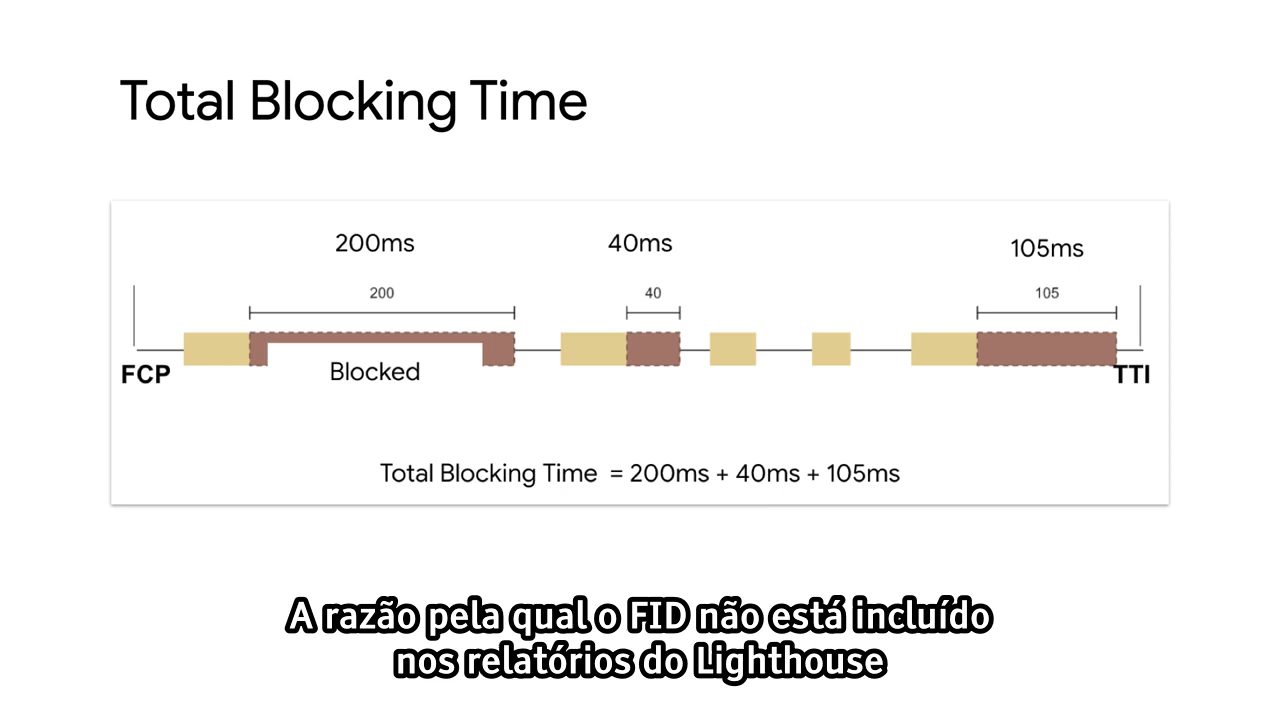 Total Blocking Time
200ms 40ms 105ms
200 40 105
FCP Blocked TTI
Total Blocking Time = 200ms + 40ms + 105ms
A razão pela qual o FID não está incluído
nos relatórios do Lighthouse